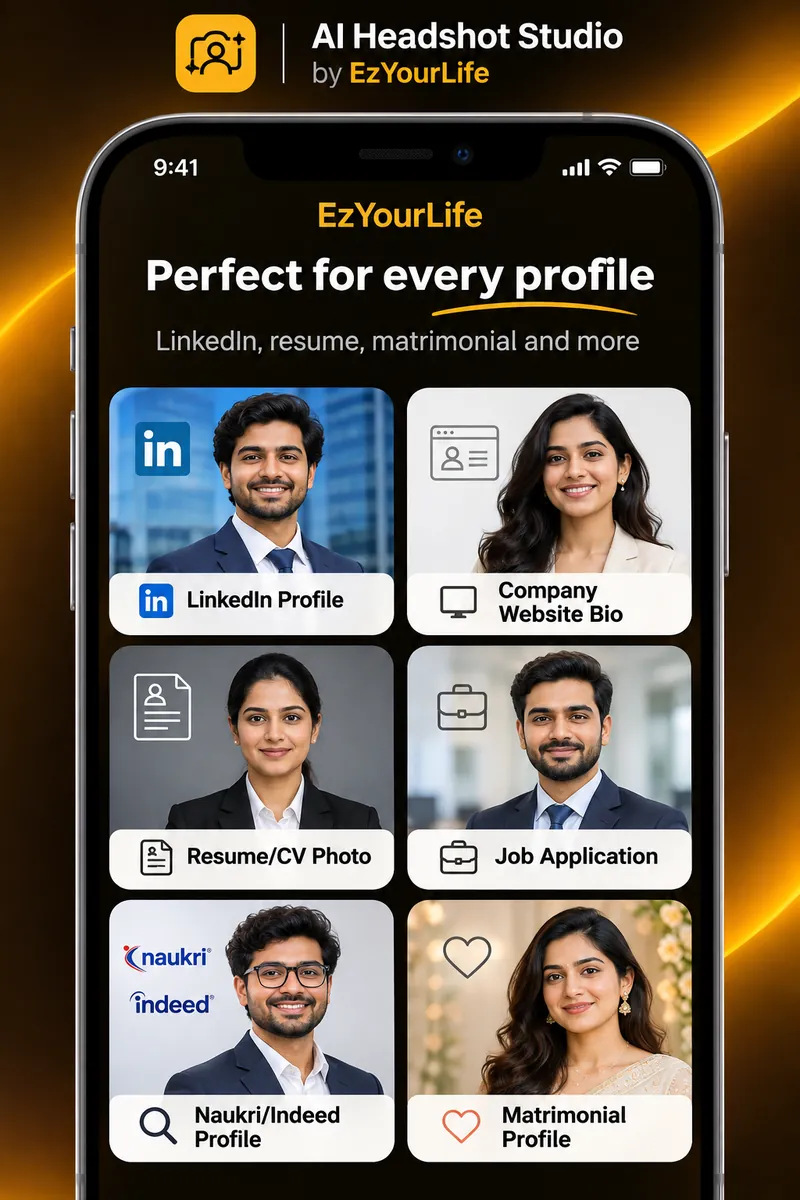 AI Headshot Studio
by EzYourLife
9:41
EzYourLife
Perfect for every profile
LinkedIn, resume, matrimonial and more
in
in LinkedIn Profile
Company
Website Bio
Resume/CV Photo
Job Application
naukri®
indeed®
Naukri/Indeed
Profile
Matrimonial
Profile